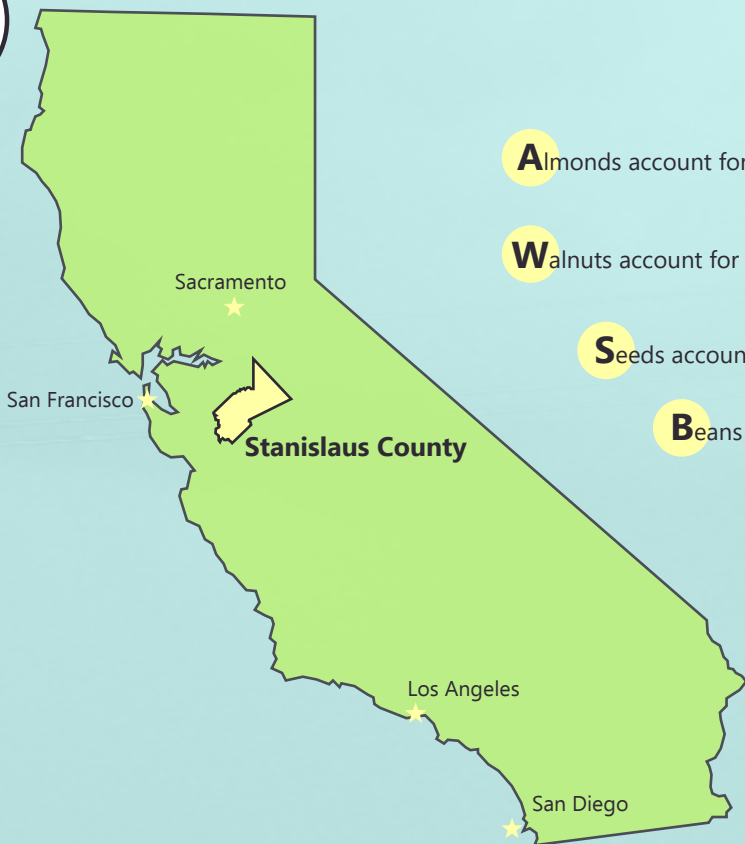 Almonds account for
Walnuts account for
Seeds accoun
Beans
Sacramento
San Francisco
Stanislaus County
Los Angeles
San Diego